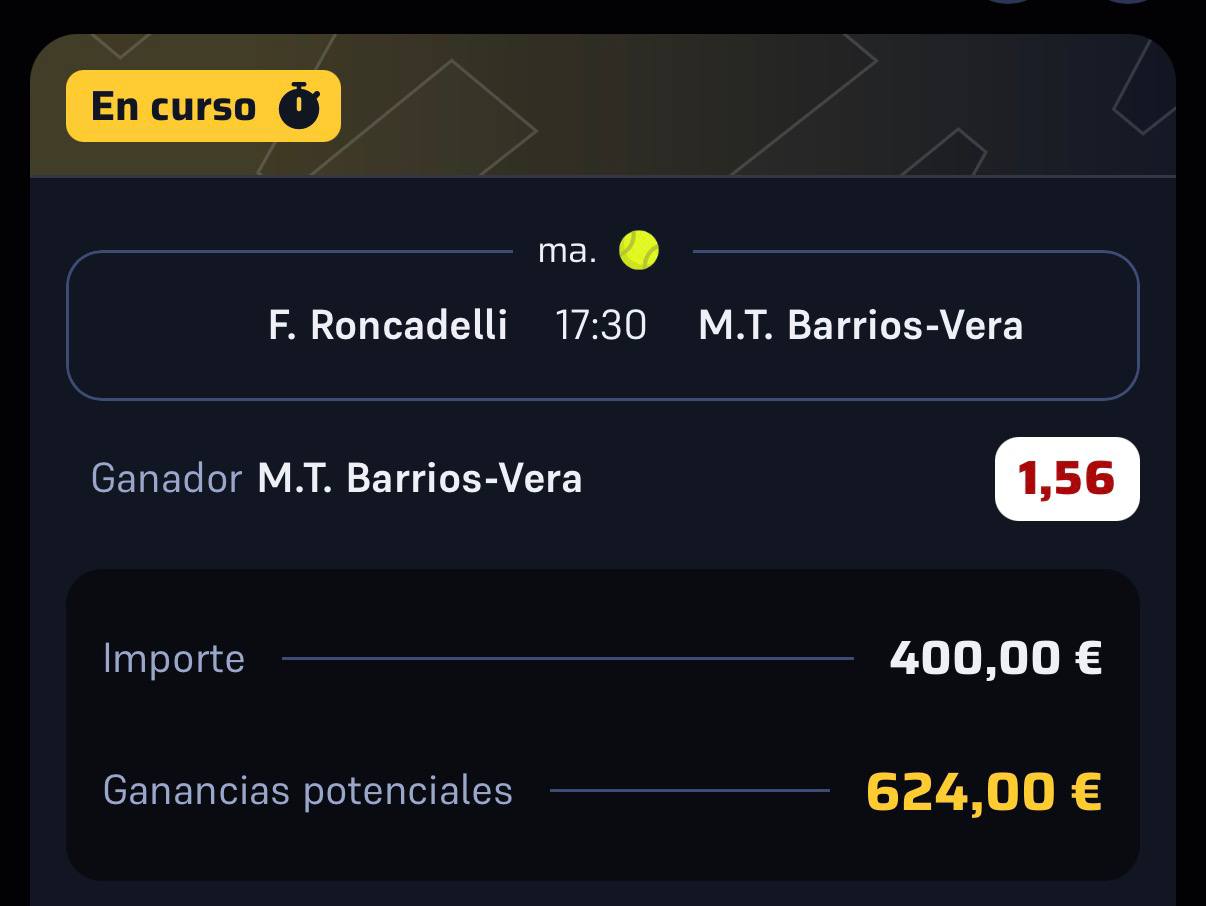 En curso
ma.
F. Roncadelli 17:30 M.T. Barrios-Vera
Ganador M.T. Barrios-Vera 1,56
Importe 400,00 €
Ganancias potenciales 624,00 €